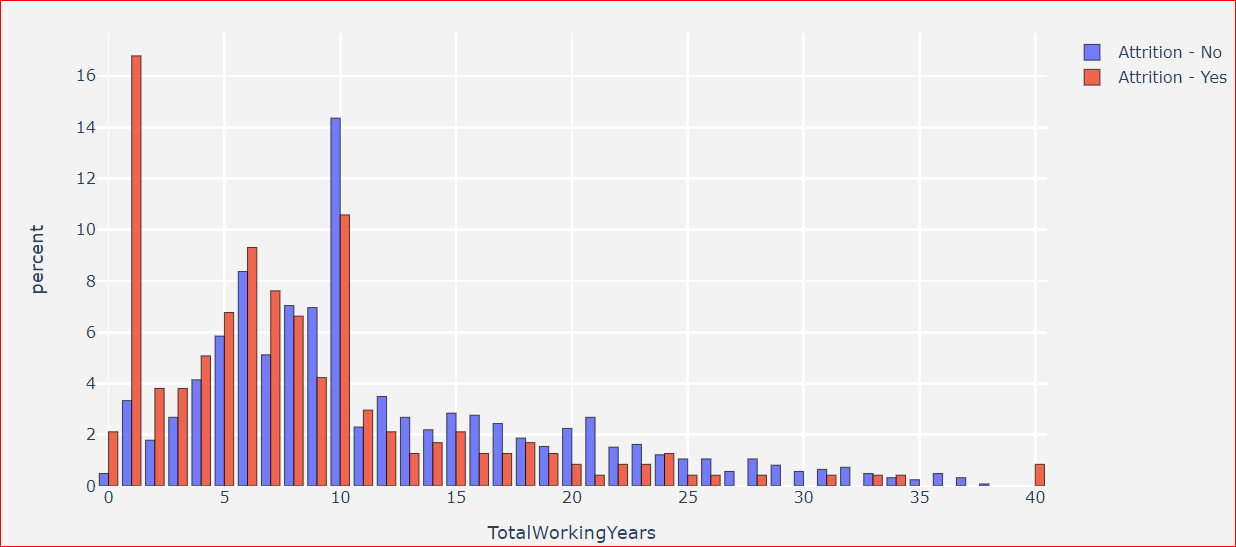 Attrition - No
Attrition - Yes
16
14
12
10
8
6
4
2
0
percent
0 5 10 15 20 25 30 35 40
TotalWorkingYears